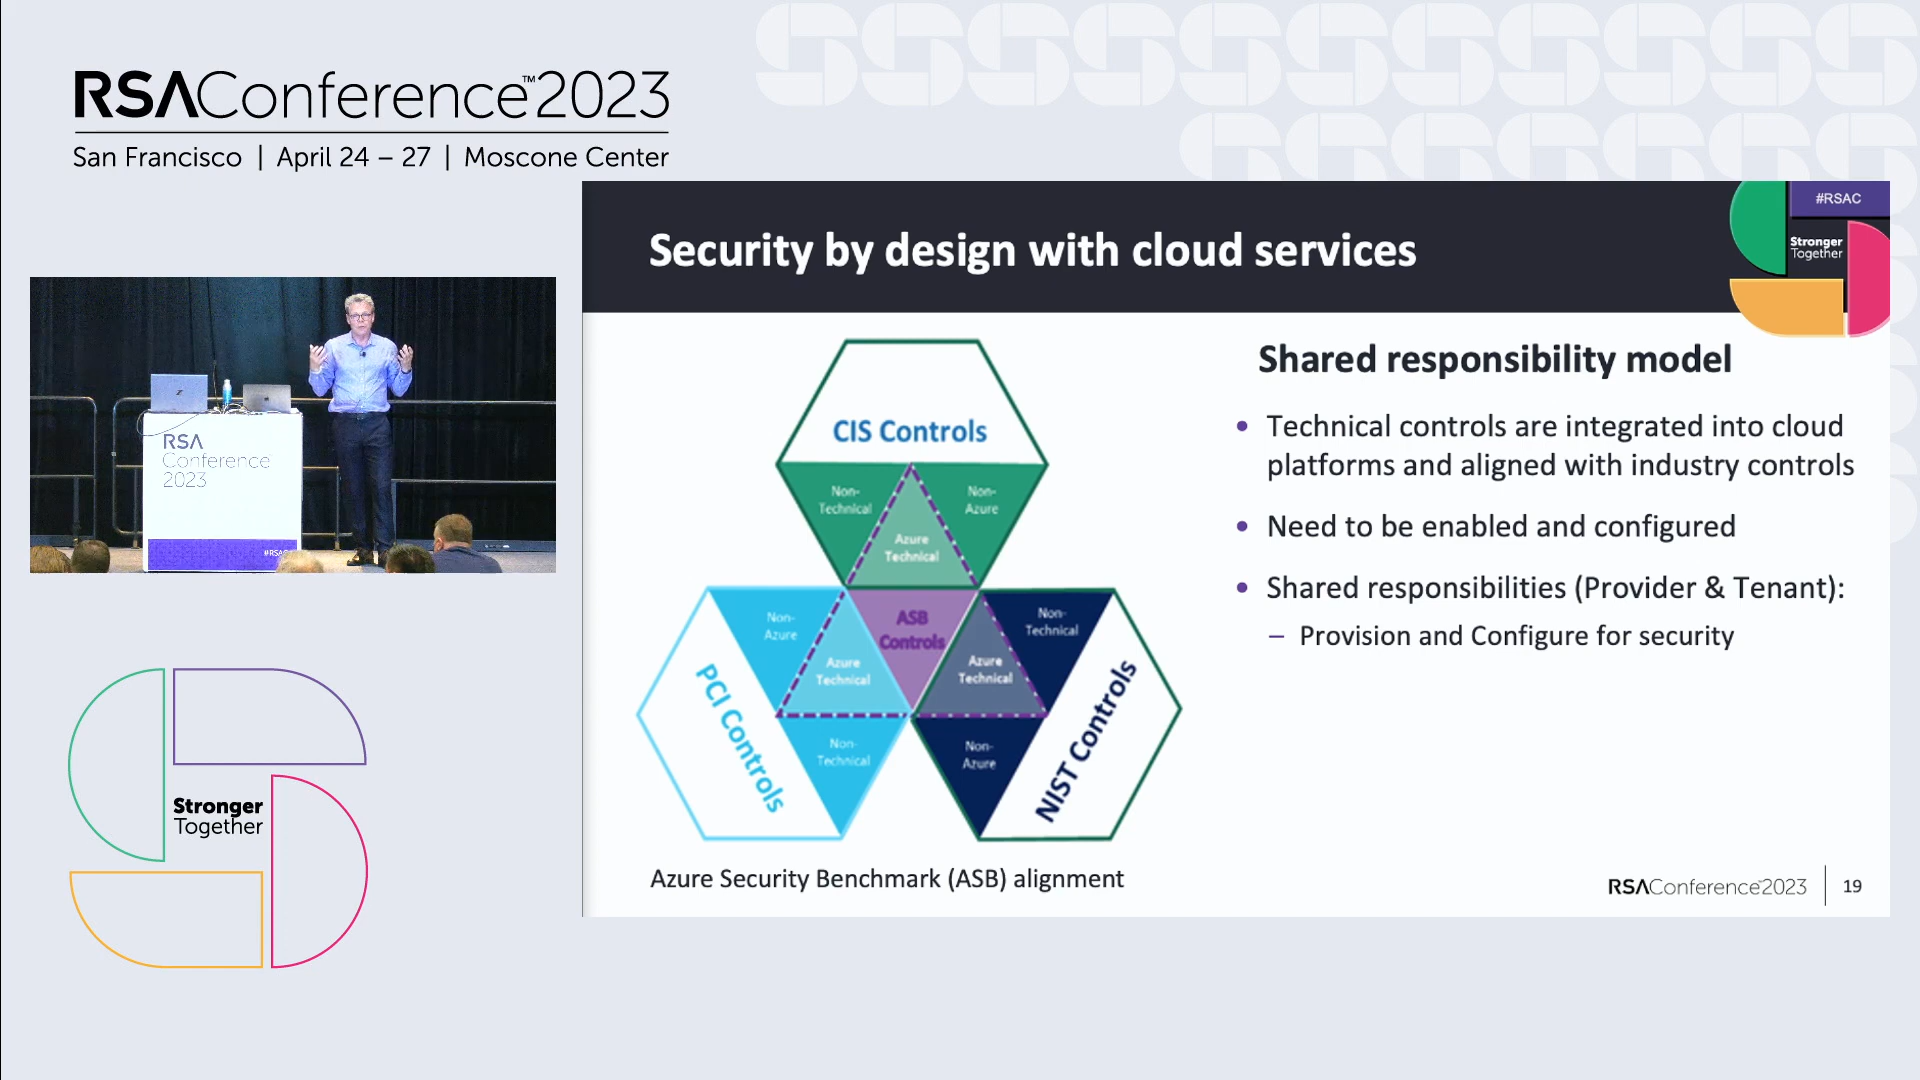 RSAConference™2023
San Francisco | April 24 – 27 | Moscone Center
RSA
Conference
2023
#RSAC
Stronger
Together
Security by design with cloud services
#RSAC
Stronger
Together
CIS Controls
Non-
Technical
Non-
Azure
Azure
Technical
Non-
Azure
ASB
Controls
Non-
Technical
Azure
Technical
Azure
Technical
PCI Controls
NIST Controls
Non-
Technical
Non-
Azure
Azure Security Benchmark (ASB) alignment
Shared responsibility model
• Technical controls are integrated into cloud
platforms and aligned with industry controls
• Need to be enabled and configured
• Shared responsibilities (Provider & Tenant):
– Provision and Configure for security
RSAConference™2023 | 19